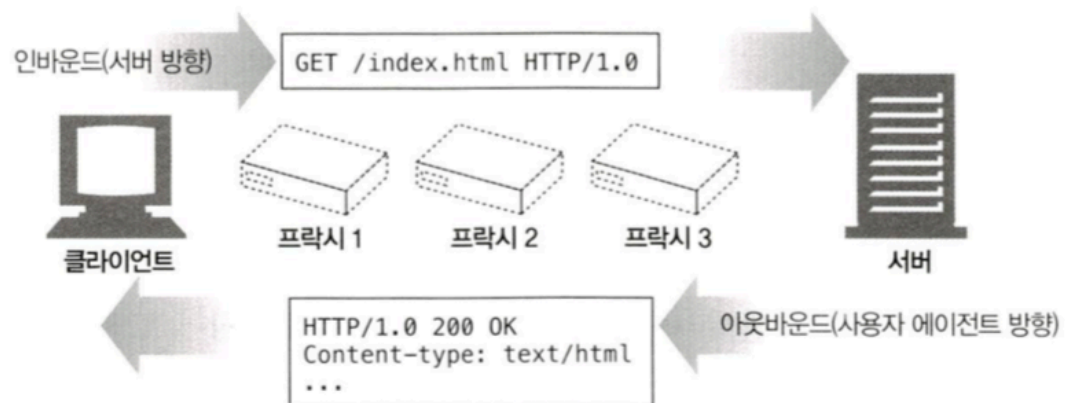 인바운드(서버 방향)
GET /index.html HTTP/1.0
프락시 1
프락시 2
프락시 3
클라이언트
서버
HTTP/1.0 200 OK
Content-type: text/html
...
아웃바운드(사용자 에이전트 방향)